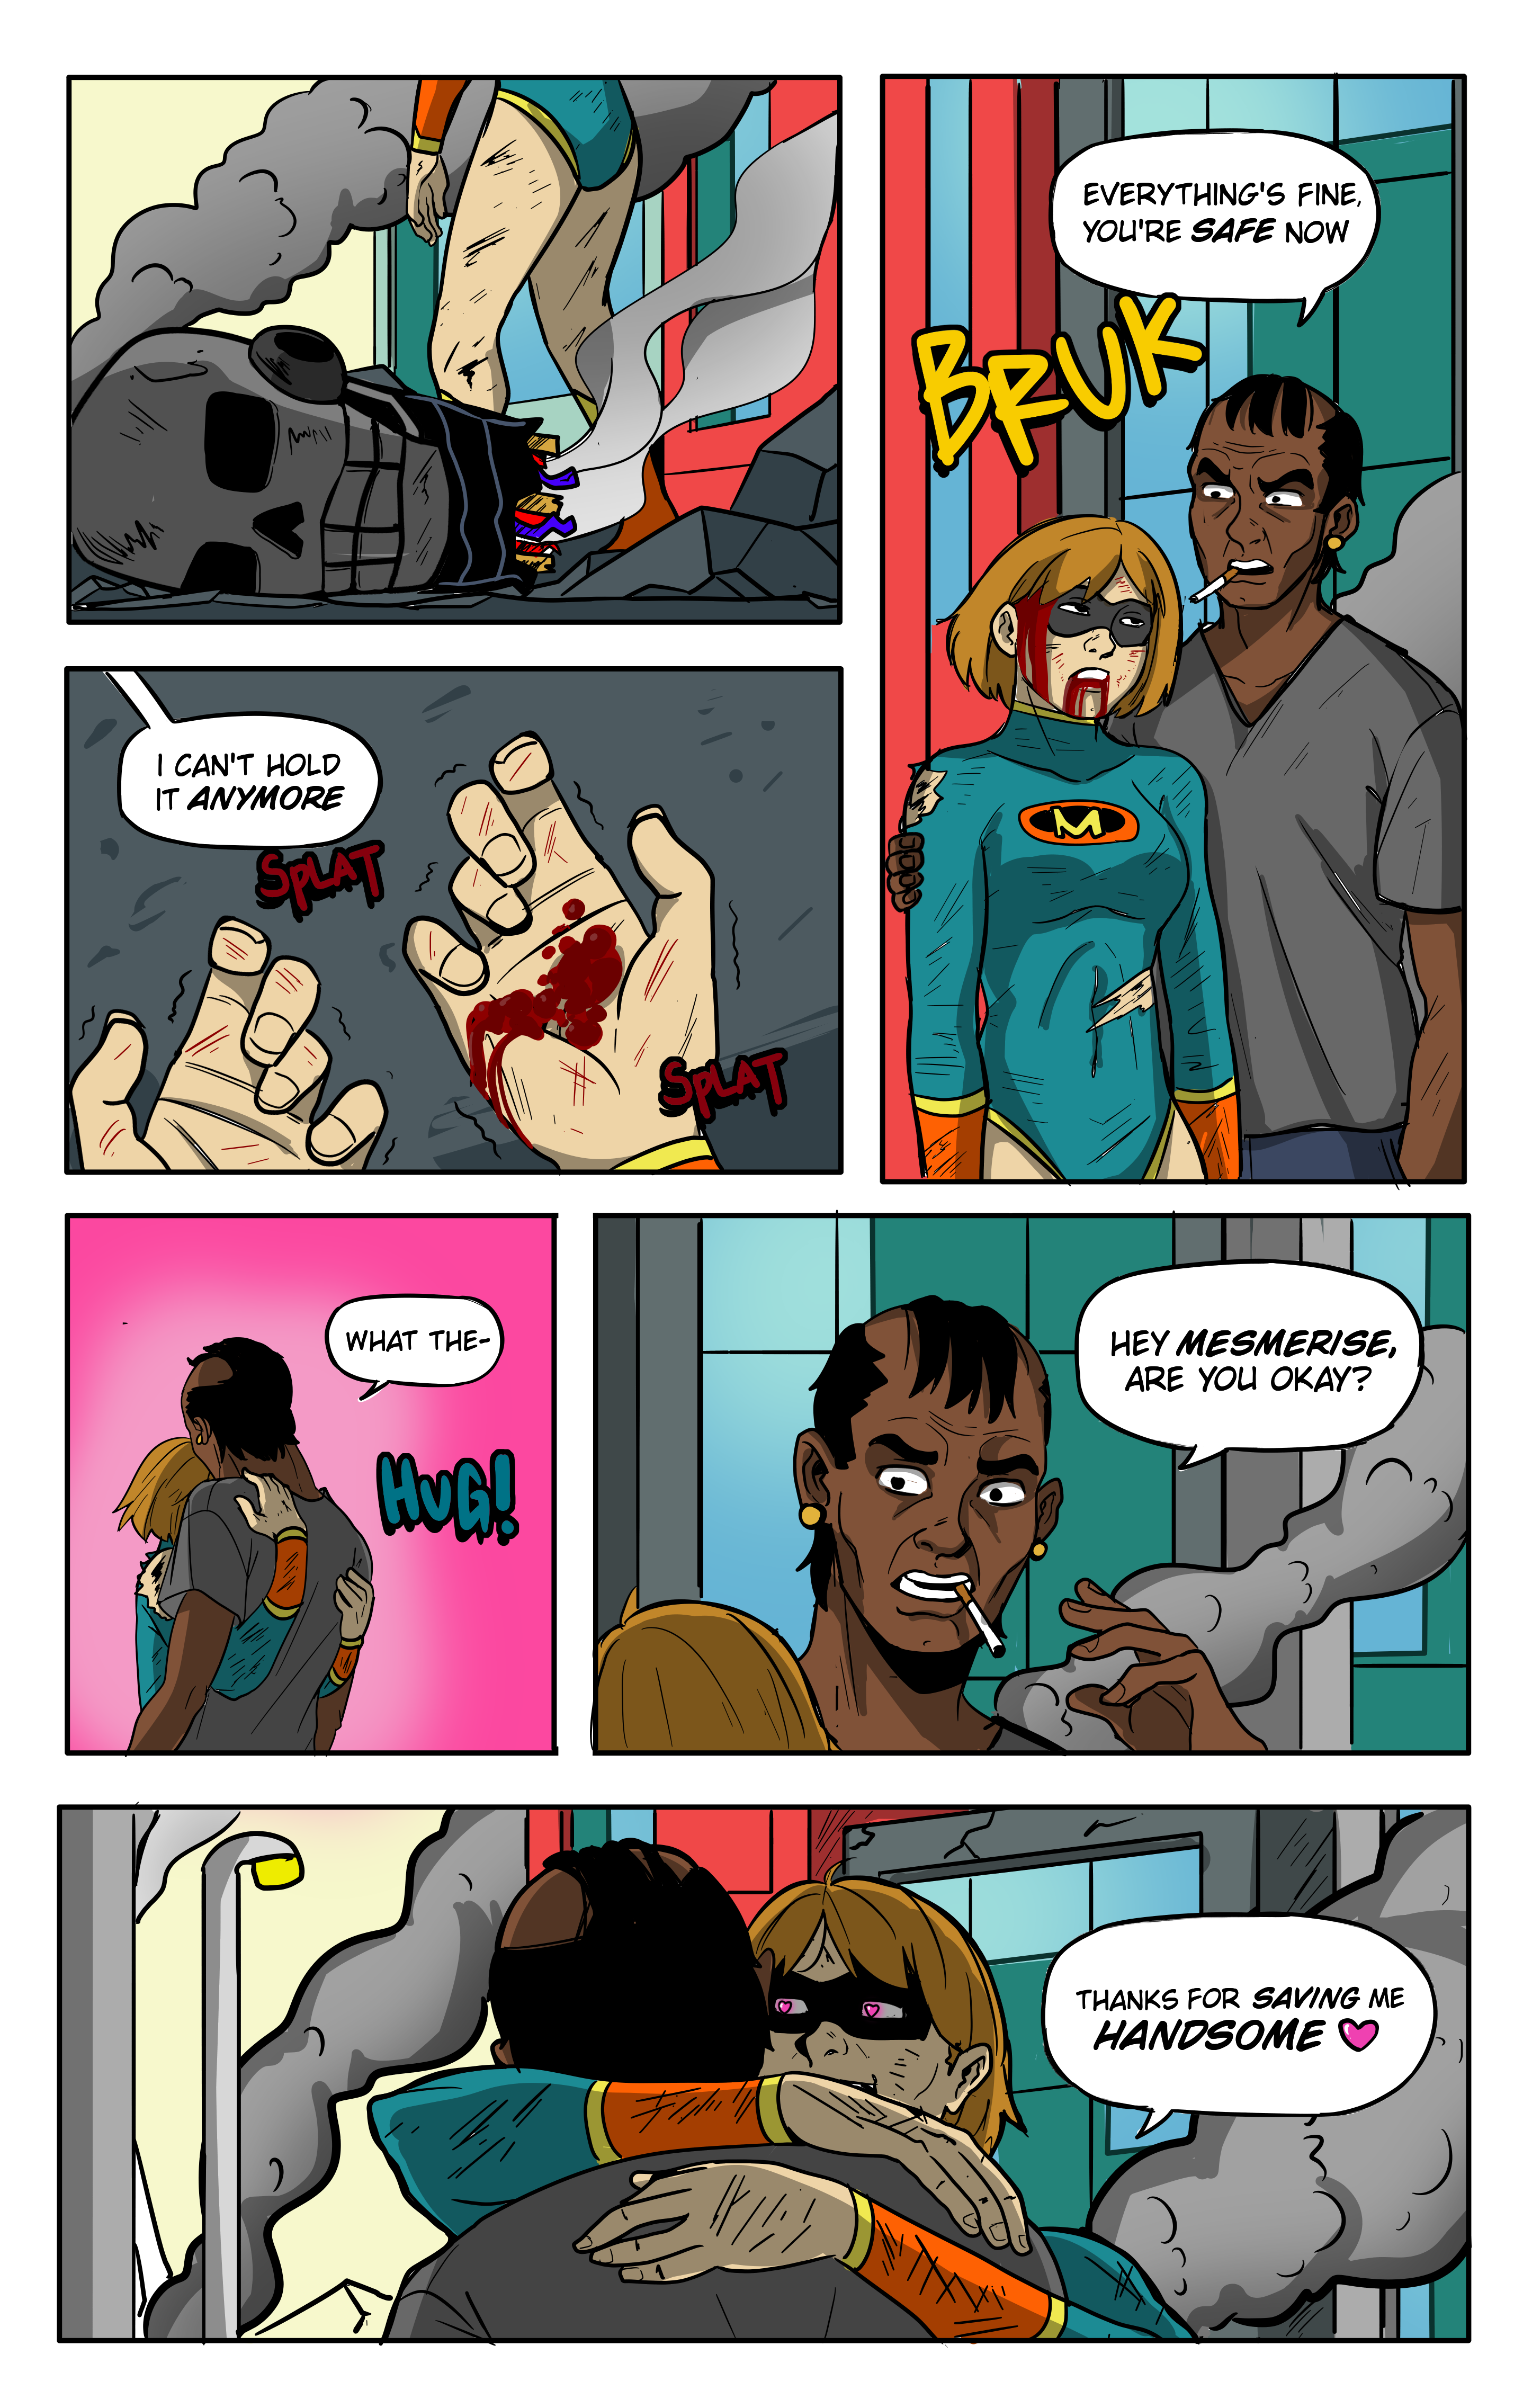 I CAN'T HOLD
IT ANYMORE
SPLAT
SPLAT
EVERYTHING'S FINE,
YOU'RE SAFE NOW
BRUK
M
WHAT THE-
HUG!
HEY MESMERISE,
ARE YOU OKAY?
THANKS FOR SAVING ME
HANDSOME